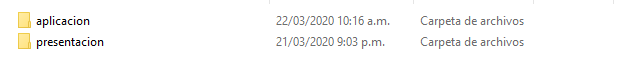 aplicacion 22/03/2020 10:16 a.m. Carpeta de archivos
presentacion 21/03/2020 9:03 p.m. Carpeta de archivos